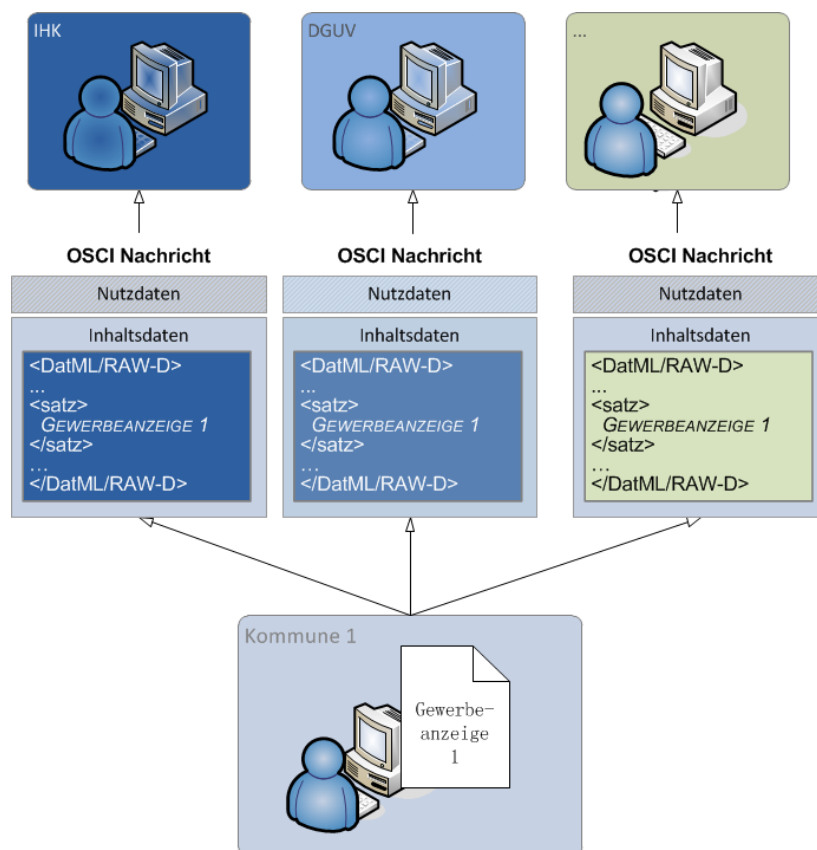 IHK
DGUV
...
OSCI Nachricht
OSCI Nachricht
OSCI Nachricht
Nutzdaten
Nutzdaten
Nutzdaten
Inhaltsdaten
<DatML/RAW-D>
...
<satz>
GEWERBEANZEIGE 1
</satz>
...
</DatML/RAW-D>
Inhaltsdaten
<DatML/RAW-D>
...
<satz>
GEWERBEANZEIGE 1
</satz>
...
</DatML/RAW-D>
Inhaltsdaten
<DatML/RAW-D>
...
<satz>
GEWERBEANZEIGE 1
</satz>
...
</DatML/RAW-D>
Kommune 1
Gewerbe-
anzeige
1